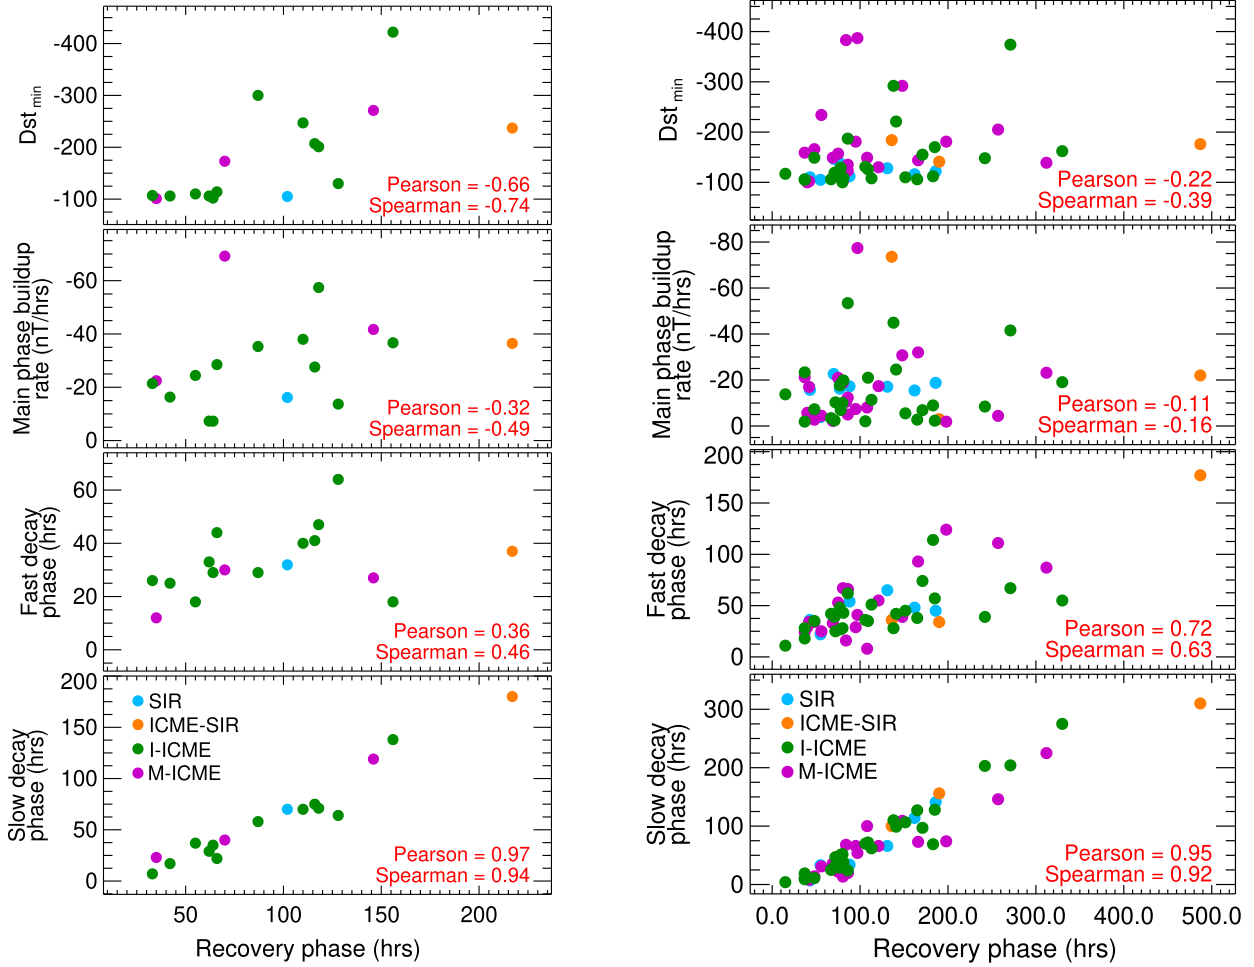 -400
-300
-200
-100
Dst min
Pearson = -0.66
Spearman = -0.74
-60
-40
-20
0
Main phase buildup
rate (nT/hrs)
Pearson = -0.32
Spearman = -0.49
60
40
20
0
Fast decay
phase (hrs)
Pearson = 0.36
Spearman = 0.46
200
150
100
50
0
Slow decay
phase (hrs)
SIR
ICME-SIR
I-ICME
M-ICME
Pearson = 0.97
Spearman = 0.94
50 100 150 200
Recovery phase (hrs)
-400
-300
-200
-100
Dst min
Pearson = -0.22
Spearman = -0.39
-80
-60
-40
-20
0
Main phase buildup
rate (nT/hrs)
Pearson = -0.11
Spearman = -0.16
200
150
100
50
0
Fast decay
phase (hrs)
Pearson = 0.72
Spearman = 0.63
300
200
100
0
Slow decay
phase (hrs)
SIR
ICME-SIR
I-ICME
M-ICME
Pearson = 0.95
Spearman = 0.92
0.0 100.0 200.0 300.0 400.0 500.0
Recovery phase (hrs)